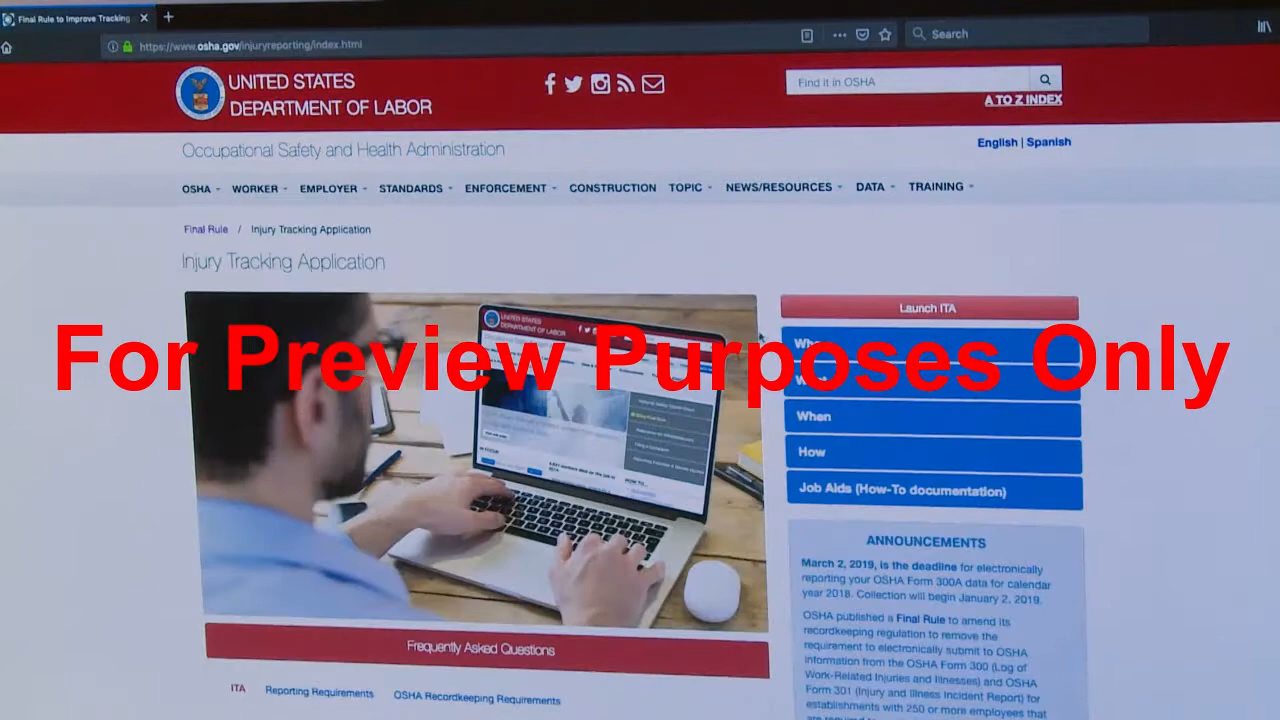 Final Rule to Improve Tracking
https://www.osha.gov/injuryreporting/index.html
Search
UNITED STATES
DEPARTMENT OF LABOR
Find it in OSHA
A TO Z INDEX
English | Spanish
Occupational Safety and Health Administration
OSHA WORKER EMPLOYER STANDARDS ENFORCEMENT CONSTRUCTION TOPIC NEWS/RESOURCES DATA TRAINING
Final Rule / Injury Tracking Application
Injury Tracking Application
Launch ITA
UNITED STATES
DEPARTMENT OF LABOR
For Preview Purposes Only
When
How
Job Aids (How-To documentation)
ANNOUNCEMENTS
March 2, 2019, is the deadline for electronically
reporting your OSHA Form 300A data for calendar
year 2018. Collection will begin January 2, 2019.
OSHA published a Final Rule to amend its
recordkeeping regulation to remove the
requirement to electronically submit to OSHA
information from the OSHA Form 300 (Log of
Work-Related Injuries and Illnesses) and OSHA
Form 301 (Injury and Illness Incident Report) for
establishments with 250 or more employees that
Frequently Asked Questions
ITA Reporting Requirements OSHA Recordkeeping Requirements